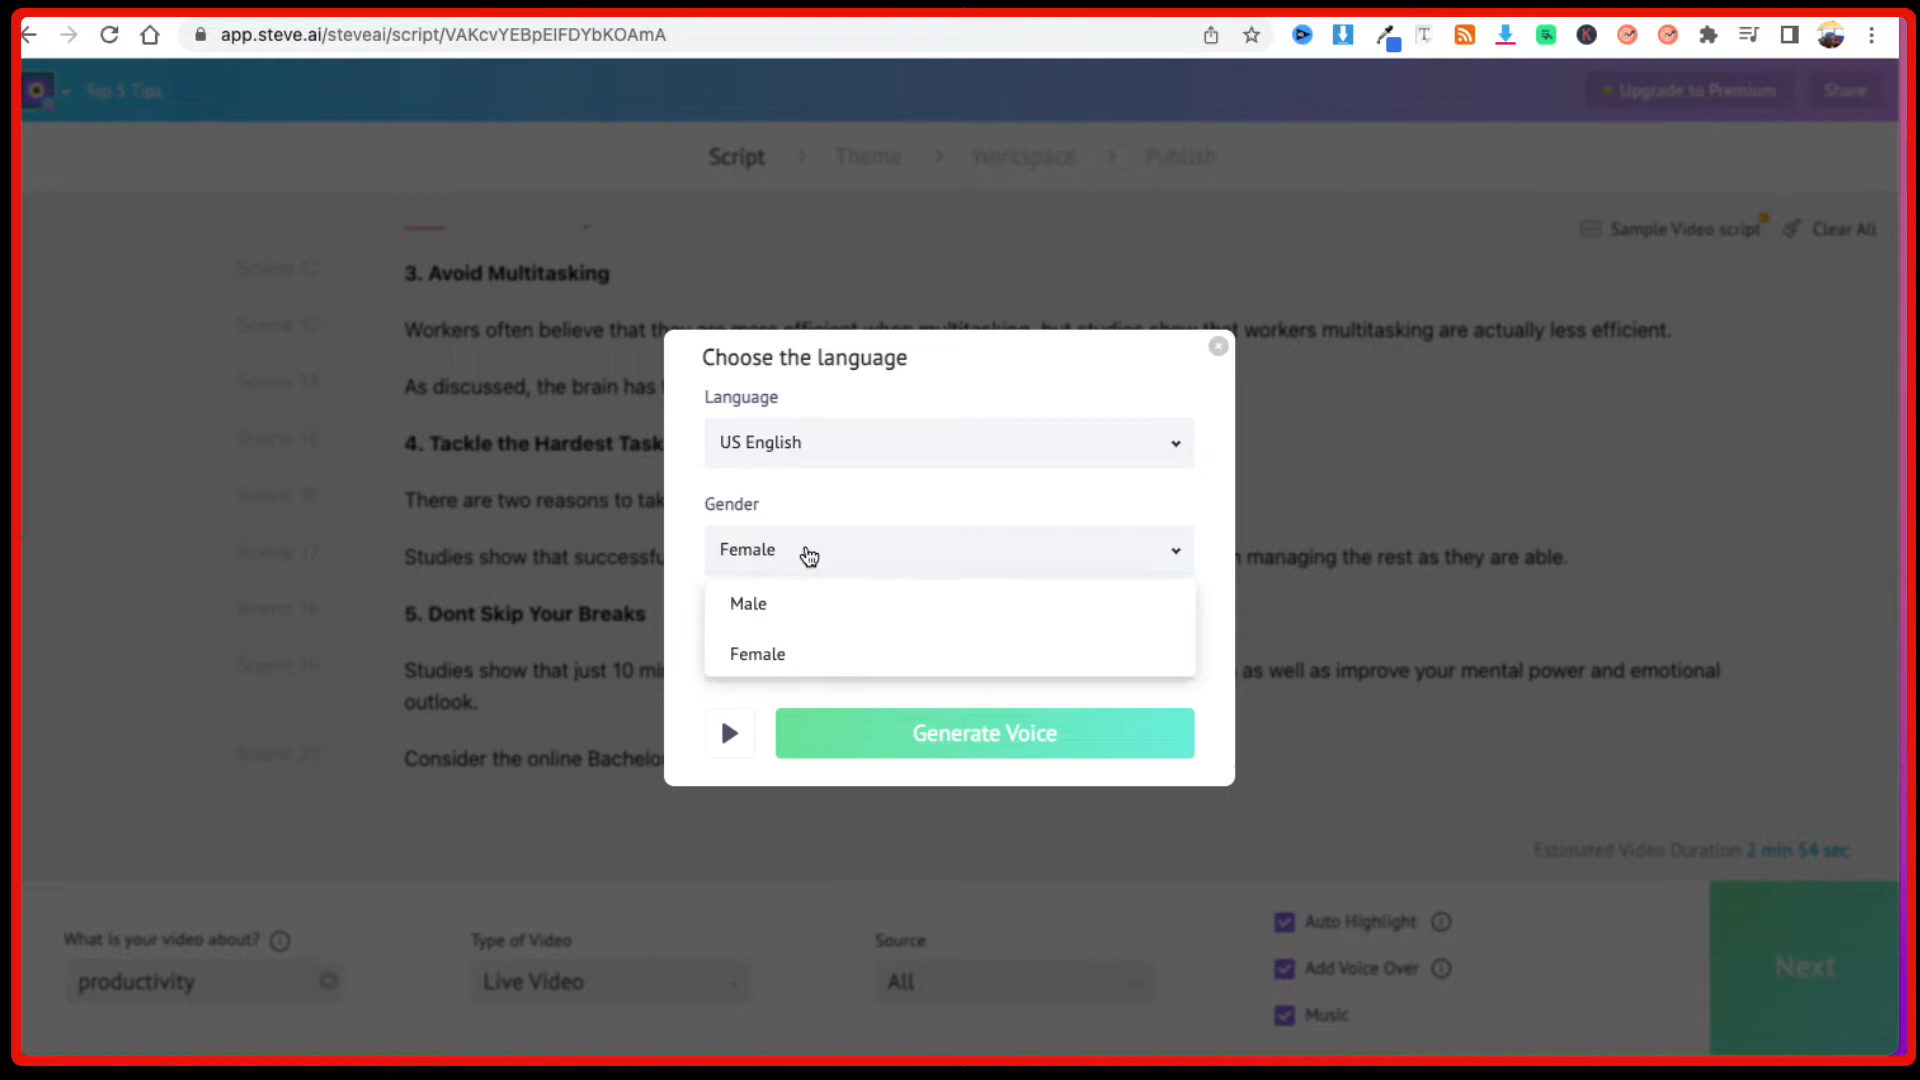 app.steve.ai/steveai/script/VAKcvYEBpEIFDYbKOAmA
Top 5 Tips
Upgrade to Premium
Share
Script
Theme
Workspace
Publish
Sample Video script
Clear All
Scene 12
3. Avoid Multitasking
Scene 13
Workers often believe that they are more efficient when multitasking, but studies show that workers multitasking are actually less efficient.
Scene 14
As discussed, the brain has
Scene 15
4. Tackle the Hardest Task
Scene 16
There are two reasons to tak
Scene 17
Studies show that successfu
managing the rest as they are able.
Scene 18
5. Dont Skip Your Breaks
Scene 19
Studies show that just 10 mi
as well as improve your mental power and emotional
outlook.
Scene 20
Consider the online Bachelo
Choose the language
Language
US English
Gender
Female
Male
Female
Generate Voice
Estimated Video Duration 2 min 54 sec
What is your video about?
productivity
Type of Video
Live Video
Source
All
Auto Highlight
Add Voice Over
Music
Next